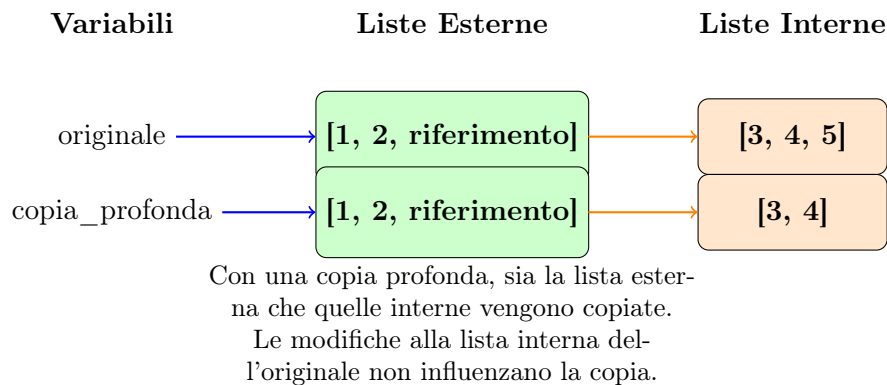 Variabili Liste Esterne Liste Interne
originale [1, 2, riferimento] [3, 4, 5]
copia_profonda [1, 2, riferimento] [3, 4]
Con una copia profonda, sia la lista ester-
na che quelle interne vengono copiate.
Le modifiche alla lista interna del-
l'originale non influenzano la copia.